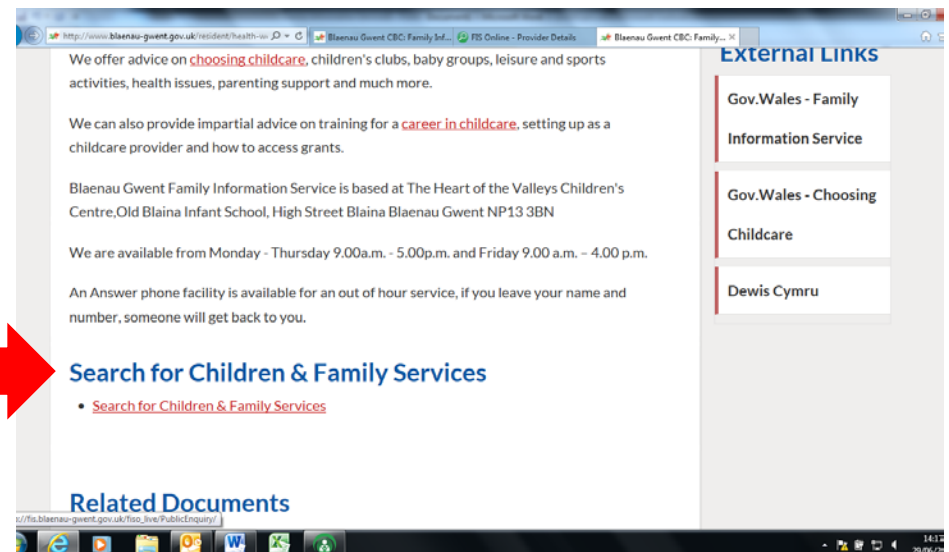 http://www.blaenau-gwent.gov.uk/resident/health-w
Blaenau Gwent CBC: Family Inf...
FIS Online - Provider Details
Blaenau Gwent CBC: Family...
We offer advice on choosing childcare, children's clubs, baby groups, leisure and sports
activities, health issues, parenting support and much more.
We can also provide impartial advice on training for a career in childcare, setting up as a
childcare provider and how to access grants.
Blaenau Gwent Family Information Service is based at The Heart of the Valleys Children's
Centre,Old Blaina Infant School, High Street Blaina Blaenau Gwent NP13 3BN
We are available from Monday - Thursday 9.00a.m. - 5.00p.m. and Friday 9.00 a.m. – 4.00 p.m.
An Answer phone facility is available for an out of hour service, if you leave your name and
number, someone will get back to you.
Search for Children & Family Services
• Search for Children & Family Services
Related Documents
External Links
Gov.Wales - Family
Information Service
Gov.Wales - Choosing
Childcare
Dewis Cymru
://fis.blaenau-gwent.gov.uk/fiso_live/PublicEnquiry/